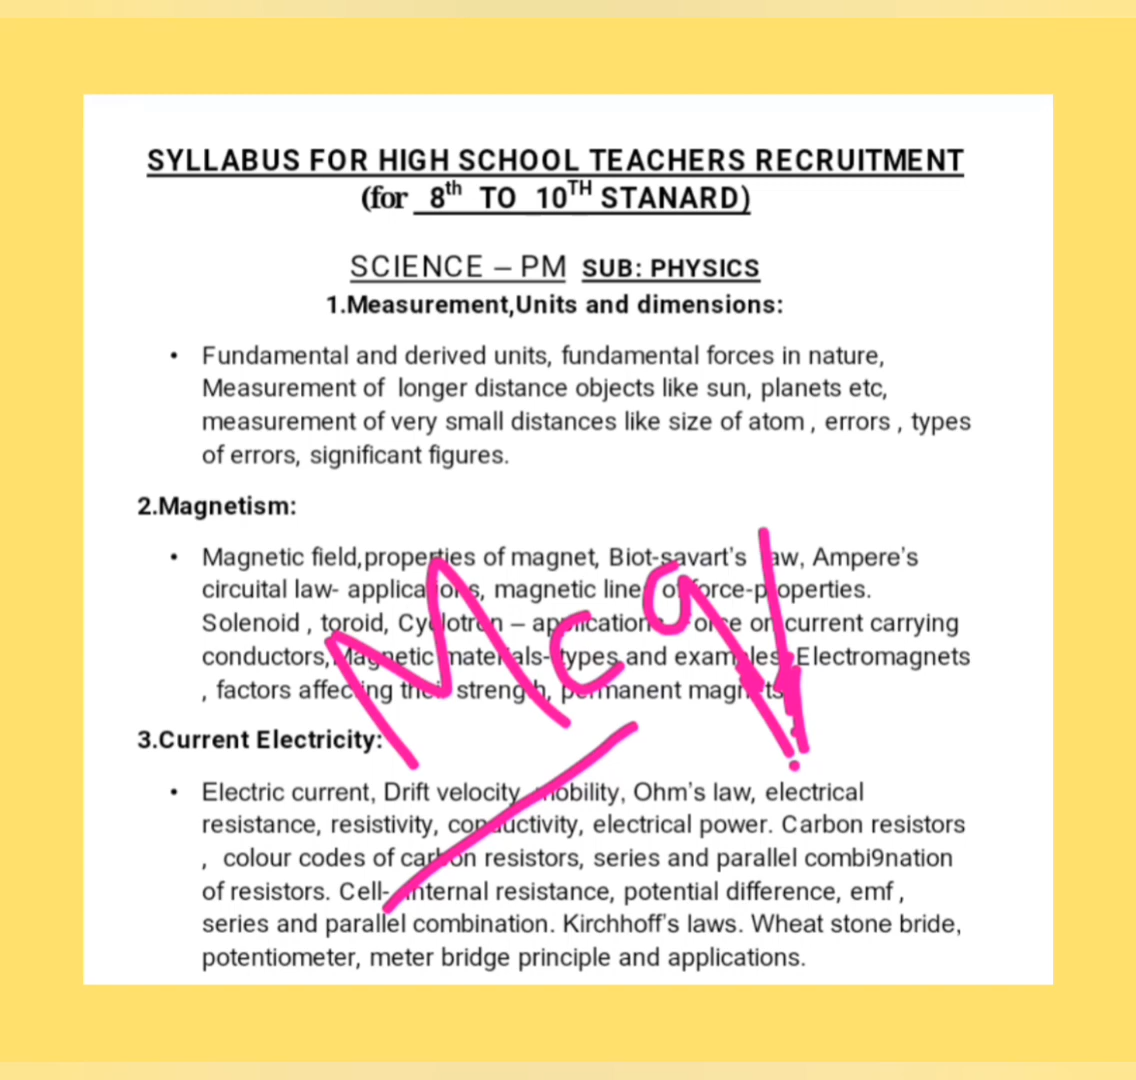 SYLLABUS FOR HIGH SCHOOL TEACHERS RECRUITMENT
(for 8th TO 10TH STANARD)
SCIENCE – PM SUB: PHYSICS
1.Measurement,Units and dimensions:
• Fundamental and derived units, fundamental forces in nature,
Measurement of longer distance objects like sun, planets etc,
measurement of very small distances like size of atom , errors , types
of errors, significant figures.
2.Magnetism:
• Magnetic field,properties of magnet, Biot-savart's law, Ampere's
circuital law- applications, magnetic lines of force-properties.
Solenoid , toroid, Cyclotron – applications. Force on current carrying
conductors, Magnetic materials- types and examples. Electromagnets
, factors affecting their strength, permanent magnets
Mcq
3.Current Electricity:
• Electric current, Drift velocity, mobility, Ohm's law, electrical
resistance, resistivity, conductivity, electrical power. Carbon resistors
, colour codes of carbon resistors, series and parallel combi9nation
of resistors. Cell- internal resistance, potential difference, emf ,
series and parallel combination. Kirchhoff's laws. Wheat stone bride,
potentiometer, meter bridge principle and applications.